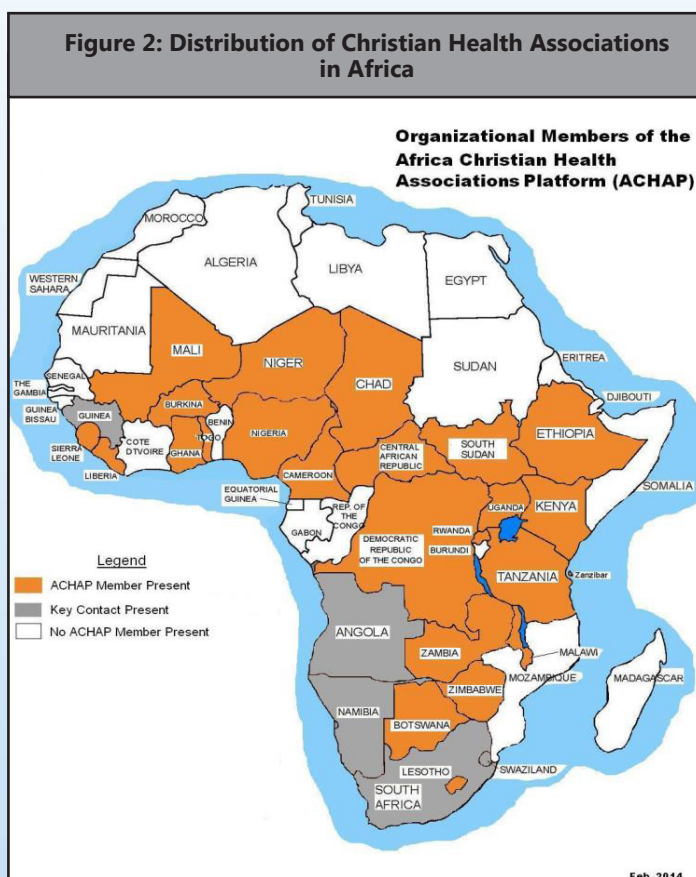 Figure 2: Distribution of Christian Health Associations
in Africa
Organizational Members of the
Africa Christian Health
Associations Platform (ACHAP)
TUNISIA
MOROCCO
ALGERIA
LIBYA
EGYPT
WESTERN
SAHARA
MAURITANIA
MALI
NIGER
CHAD
SUDAN
ERITREA
SENEGAL
THE
GAMBIA
DJIBOUTI
GUINEA
BISSAU
GUINEA
BURKINA
BENIN
NIGERIA
ETHIOPIA
SOUTH
SUDAN
SIERRA
LEONE
COTE
D'TVOIRE
GHANA
TOGO
CENTRAL
AFRICAN
REPUBLIC
LIBERIA
CAMEROON
SOMALIA
EQUATORIAL
GUINEA
REP. OF
THE
CONGO
UGANDA
KENYA
GABON
DEMOCRATIC
REPUBLIC
OF THE CONGO
RWANDA
BURUNDI
TANZANIA
Zanzibar
Legend
ACHAP Member Present
Key Contact Present
No ACHAP Member Present
ANGOLA
ZAMBIA
MALAWI
MOZAMBIQUE
MADAGASCAR
ZIMBABWE
NAMIBIA
BOTSWANA
LESOTHO
SWAZILAND
SOUTH
AFRICA
Feb. 2014